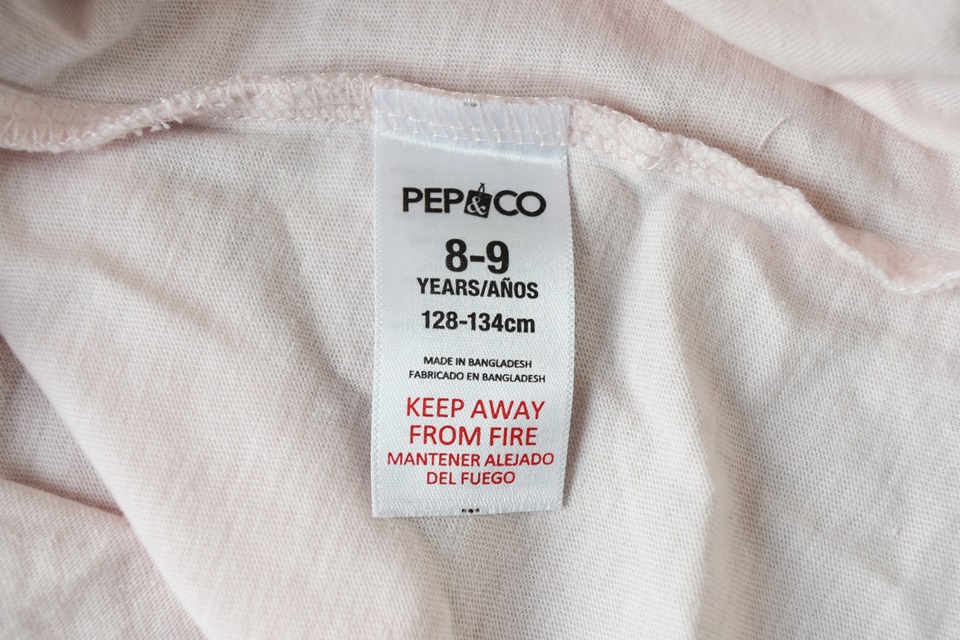 PEP&CO
8-9
YEARS/AÑOS
128-134cm
MADE IN BANGLADESH
FABRICADO EN BANGLADESH
KEEP AWAY
FROM FIRE
MANTENER ALEJADO
DEL FUEGO